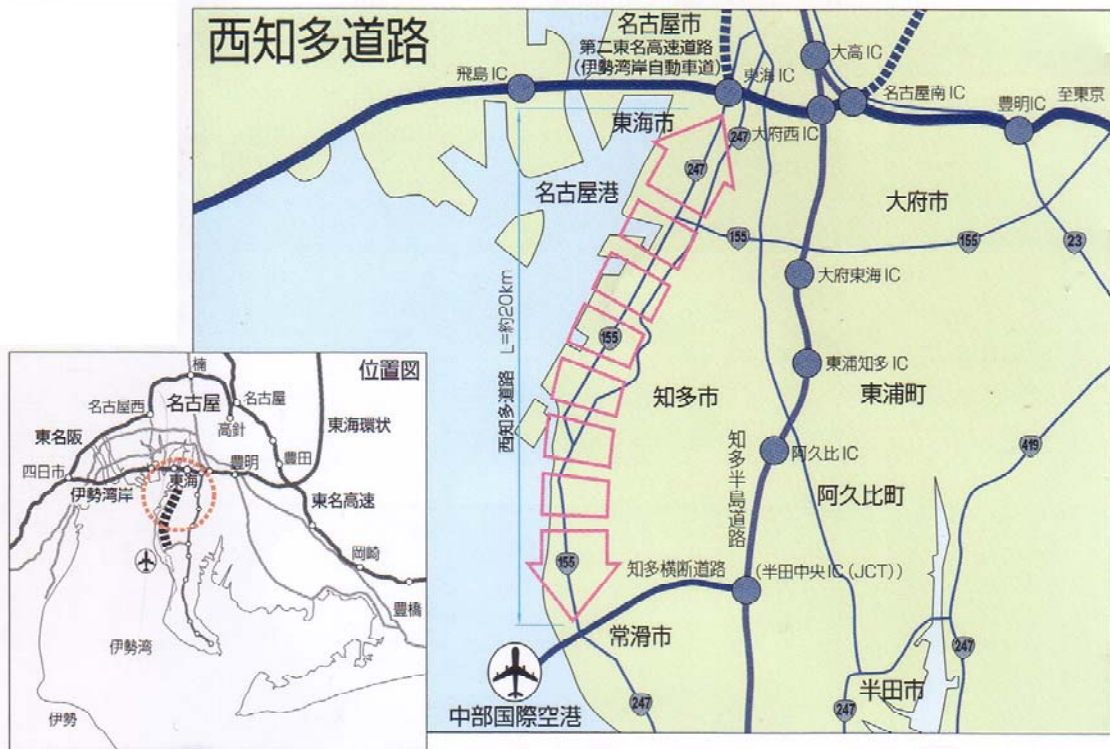 西知多道路
名古屋市
第二東名高速道路
(伊勢湾岸自動車道)
飛島IC
東海IC
大高IC
名古屋南IC
豊明IC
至東京
東海市
247
大府西IC
247
名古屋港
大府市
155
155
23
大府東海IC
西知多道路 L=約20km
155
東浦知多IC
知多市
東浦町
419
知多半島道路
阿久比IC
阿久比町
155
知多横断道路
(半田中央IC(JCT))
常滑市
247
半田市
247
247
中部国際空港
位置図
楠
名古屋西
名古屋
名古屋
高針
東海環状
東名阪
四日市
伊勢湾岸
東海
豊明
豊田
東名高速
岡崎
豊橋
伊勢湾
伊勢